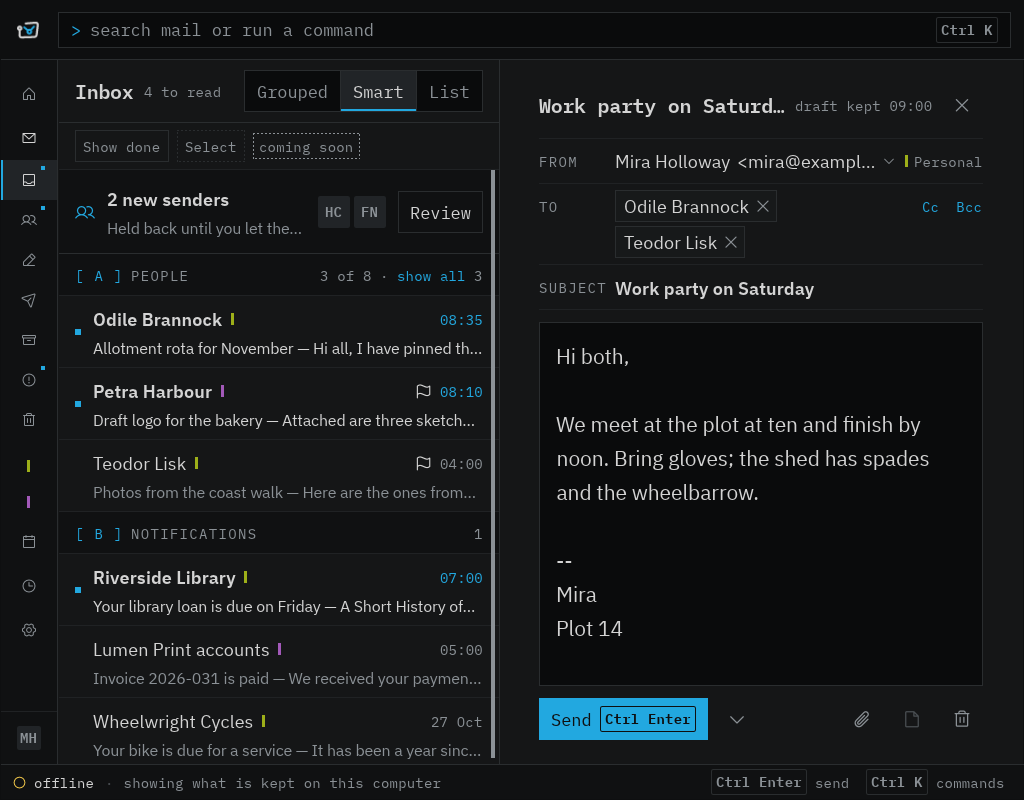 > search mail or run a command Ctrl K
Inbox 4 to read Grouped Smart List
Show done Select coming soon
2 new senders
Held back until you let the... HC FN Review
[ A ] PEOPLE 3 of 8 · show all 3
Odile Brannock 08:35
Allotment rota for November — Hi all, I have pinned th...
Petra Harbour 08:10
Draft logo for the bakery — Attached are three sketch...
Teodor Lisk 04:00
Photos from the coast walk — Here are the ones from...
[ B ] NOTIFICATIONS 1
Riverside Library 07:00
Your library loan is due on Friday — A Short History of...
Lumen Print accounts 05:00
Invoice 2026-031 is paid — We received your paymen...
Wheelwright Cycles 27 Oct
Your bike is due for a service — It has been a year sinc...
MH
Work party on Saturd… draft kept 09:00
FROM Mira Holloway <mira@exampl... Personal
TO Odile Brannock Cc Bcc
Teodor Lisk
SUBJECT Work party on Saturday
Hi both,
We meet at the plot at ten and finish by
noon. Bring gloves; the shed has spades
and the wheelbarrow.
--
Mira
Plot 14
Send Ctrl Enter
offline · showing what is kept on this computer Ctrl Enter send Ctrl K commands